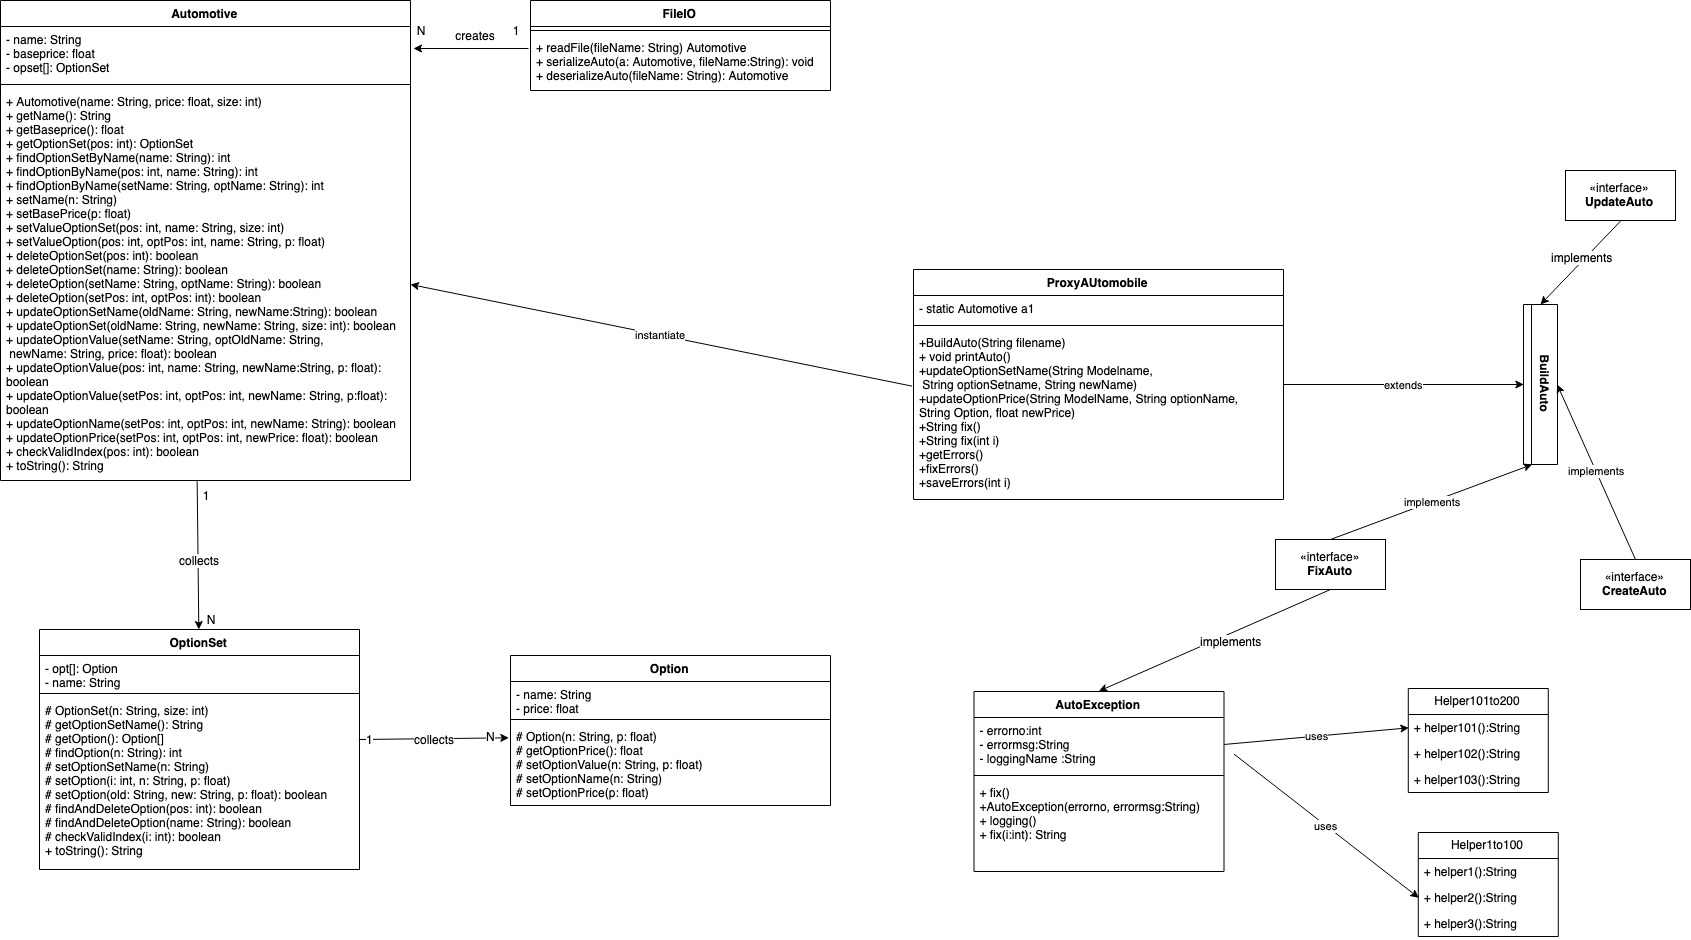 Automotive
- name: String
- baseprice: float
- opset[]: OptionSet
+ Automotive(name: String, price: float, size: int)
+ getName(): String
+ getBaseprice(): float
+ getOptionSet(pos: int): OptionSet
+ findOptionSetByName(name: String): int
+ findOptionByName(pos: int, name: String): int
+ findOptionByName(setName: String, optName: String): int
+ setName(n: String)
+ setBasePrice(p: float)
+ setValueOptionSet(pos: int, name: String, size: int)
+ setValueOption(pos: int, optPos: int, name: String, p: float)
+ deleteOptionSet(pos: int): boolean
+ deleteOptionSet(name: String): boolean
+ deleteOption(setName: String, optName: String): boolean
+ deleteOption(setPos: int, optPos: int): boolean
+ updateOptionSetName(oldName: String, newName:String): boolean
+ updateOptionSet(oldName: String, newName: String, size: int): boolean
+ updateOptionValue(setName: String, optOldName: String,
newName: String, price: float): boolean
+ updateOptionValue(pos: int, name: String, newName:String, p: float):
boolean
+ updateOptionValue(setPos: int, optPos: int, newName: String, p:float):
boolean
+ updateOptionName(setPos: int, optPos: int, newName: String): boolean
+ updateOptionPrice(setPos: int, optPos: int, newPrice: float): boolean
+ checkValidIndex(pos: int): boolean
+ toString(): String
N
creates
1
FileIO
+ readFile(fileName: String) Automotive
+ serializeAuto(a: Automotive, fileName:String): void
+ deserializeAuto(fileName: String): Automotive
instantiate
ProxyAUtomobile
- static Automotive a1
+BuildAuto(String filename)
+ void printAuto()
+updateOptionSetName(String Modelname,
String optionSetname, String newName)
+updateOptionPrice(String ModelName, String optionName,
String Option, float newPrice)
+String fix()
+String fix(int i)
+getErrors()
+fixErrors()
+saveErrors(int i)
extends
«interface»
UpdateAuto
implements
BuildAuto
implements
«interface»
CreateAuto
implements
«interface»
FixAuto
implements
1
collects
N
OptionSet
- opt[]: Option
- name: String
# OptionSet(n: String, size: int)
# getOptionSetName(): String
# getOption(): Option[]
# findOption(n: String): int
# setOptionSetName(n: String)
# setOption(i: int, n: String, p: float)
# setOption(old: String, new: String, p: float): boolean
# findAndDeleteOption(pos: int): boolean
# findAndDeleteOption(name: String): boolean
# checkValidIndex(i: int): boolean
+ toString(): String
1
collects
N
Option
- name: String
- price: float
# Option(n: String, p: float)
# getOptionPrice(): float
# setOptionValue(n: String, p: float)
# setOptionName(n: String)
# setOptionPrice(p: float)
AutoException
- errorno:int
- errormsg:String
- loggingName :String
+ fix()
+AutoException(errorno, errormsg:String)
+ logging()
+ fix(i:int): String
uses
Helper101to200
+ helper101():String
+ helper102():String
+ helper103():String
uses
Helper1to100
+ helper1():String
+ helper2():String
+ helper3():String